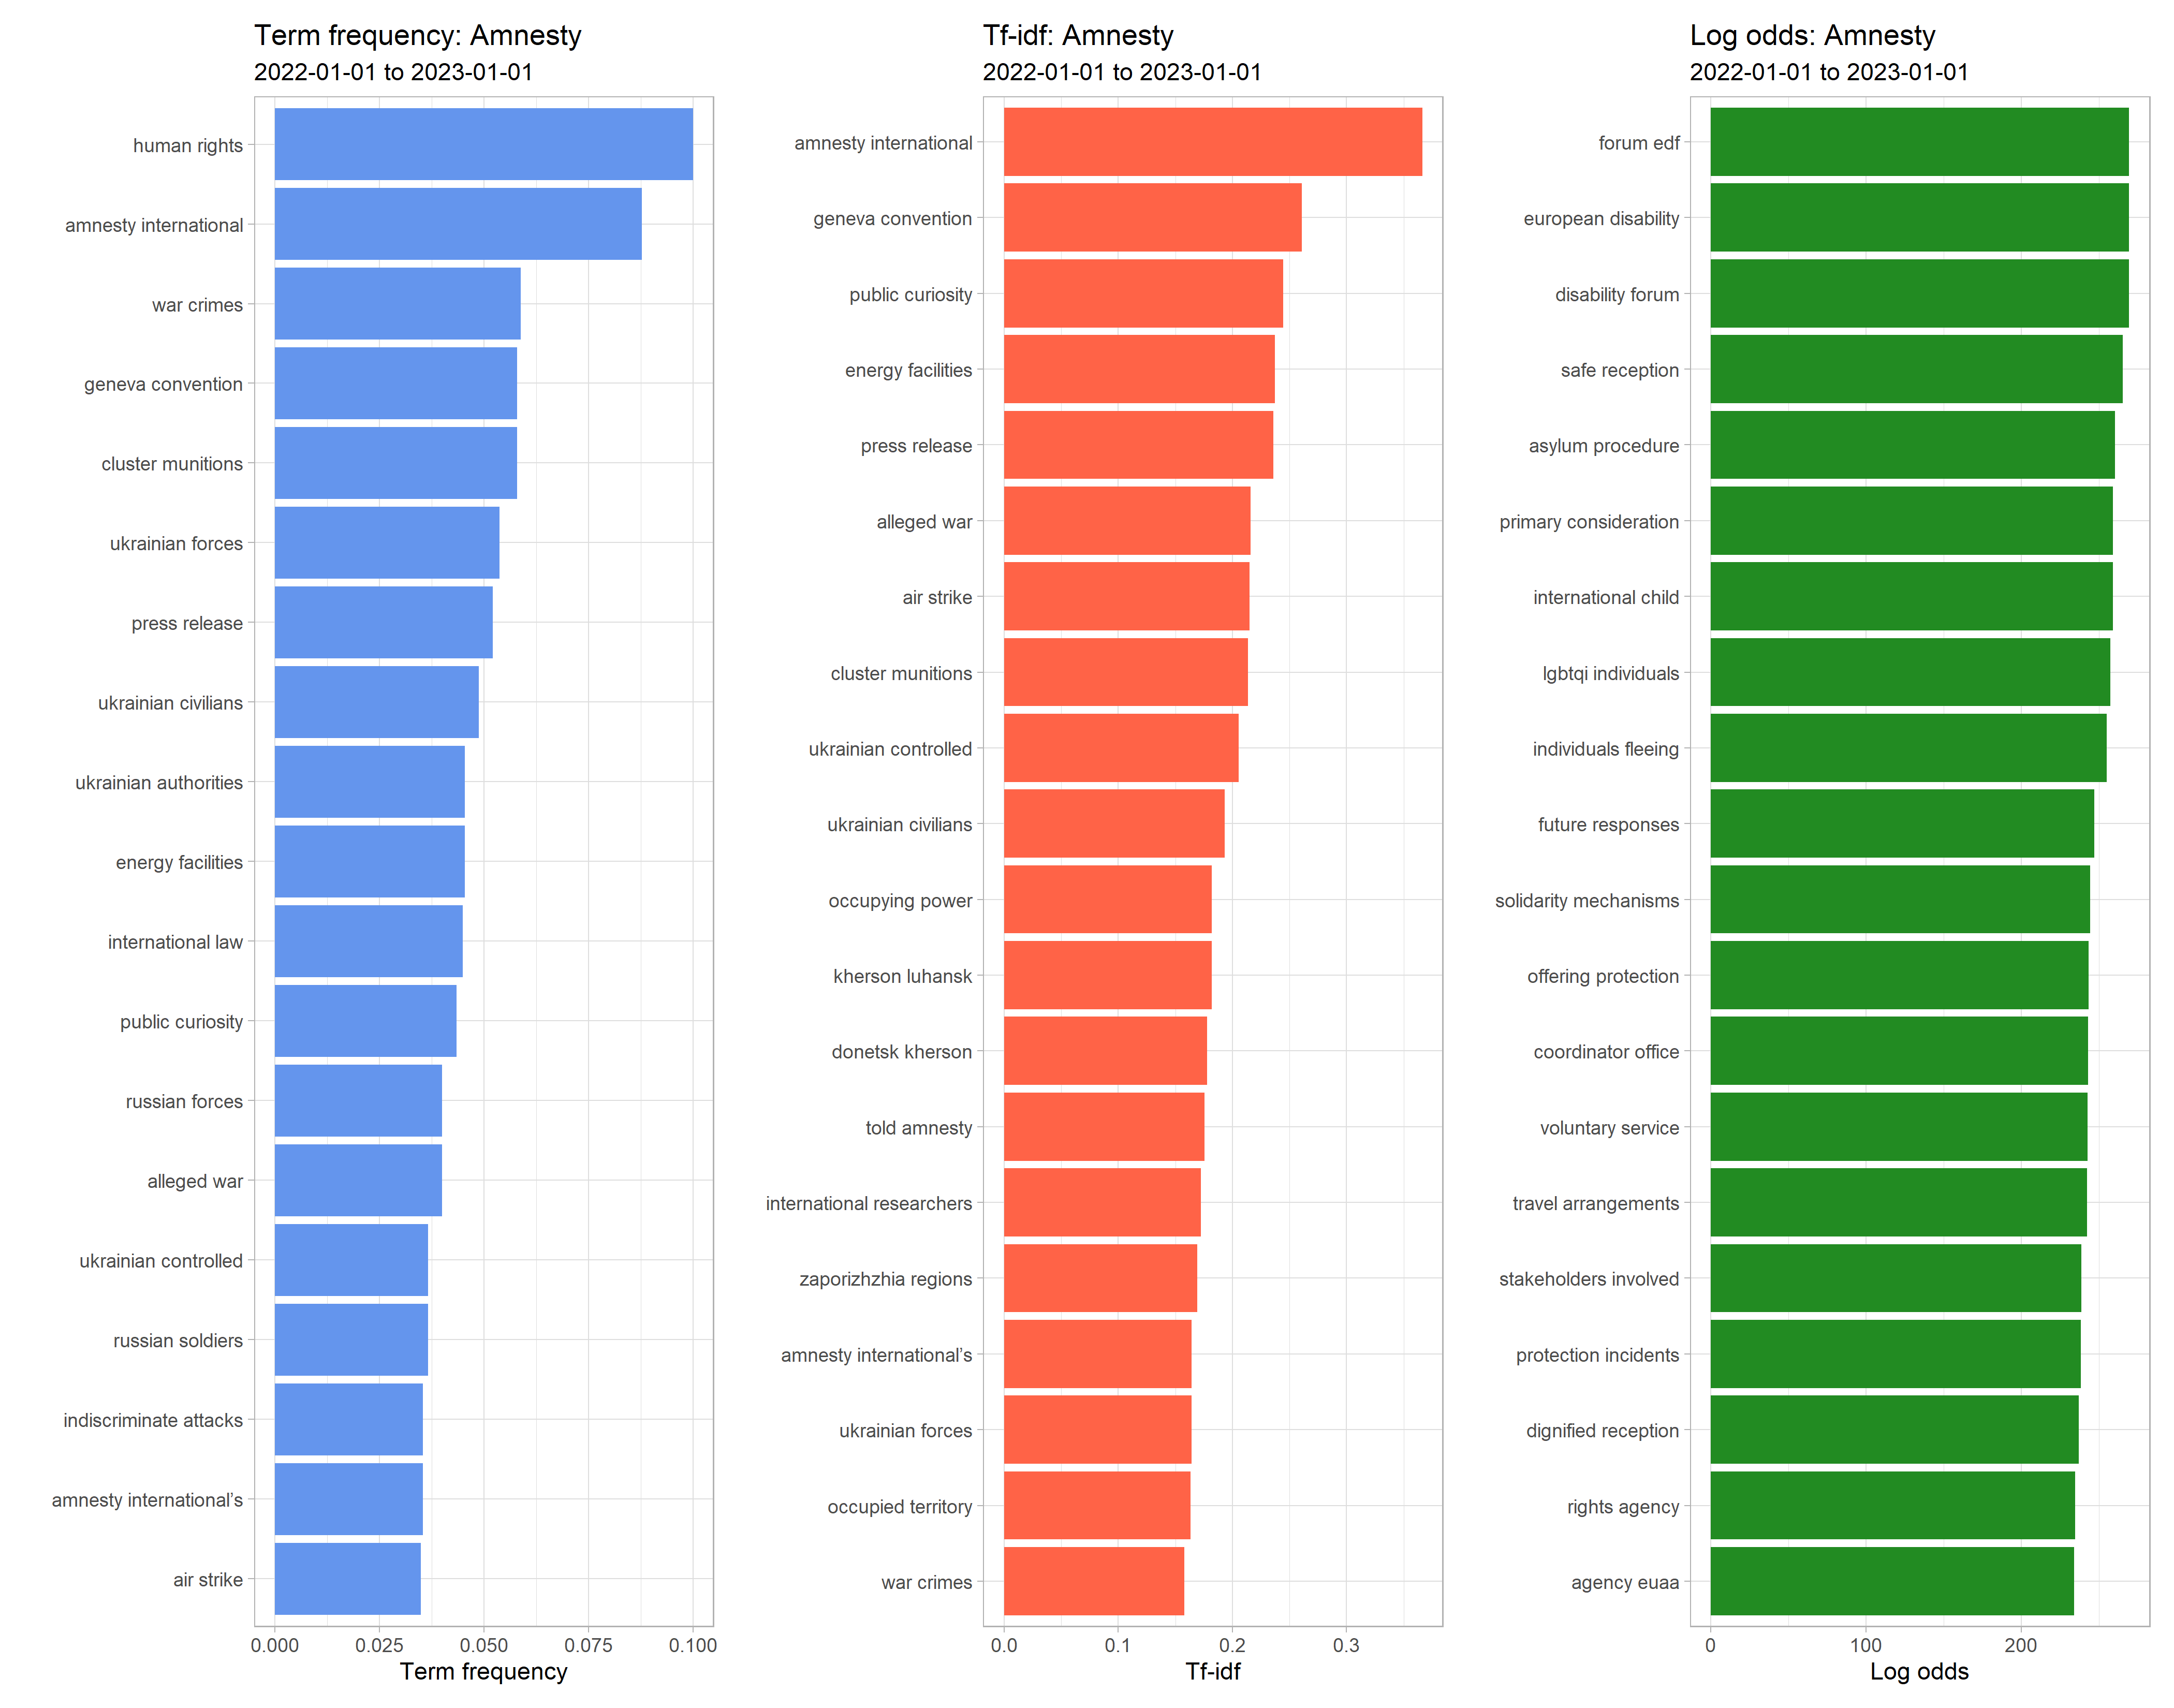 Term frequency: Amnesty
2022-01-01 to 2023-01-01
human rights
amnesty international
war crimes
geneva convention
cluster munitions
ukrainian forces
press release
ukrainian civilians
ukrainian authorities
energy facilities
international law
public curiosity
russian forces
alleged war
ukrainian controlled
russian soldiers
indiscriminate attacks
amnesty international’s
air strike
0.000 0.025 0.050 0.075 0.100
Term frequency
Tf-idf: Amnesty
2022-01-01 to 2023-01-01
amnesty international
geneva convention
public curiosity
energy facilities
press release
alleged war
air strike
cluster munitions
ukrainian controlled
ukrainian civilians
occupying power
kherson luhansk
donetsk kherson
told amnesty
international researchers
zaporizhzhia regions
amnesty international’s
ukrainian forces
occupied territory
war crimes
0.0 0.1 0.2 0.3
Tf-idf
Log odds: Amnesty
2022-01-01 to 2023-01-01
forum edf
european disability
disability forum
safe reception
asylum procedure
primary consideration
international child
lgbtqi individuals
individuals fleeing
future responses
solidarity mechanisms
offering protection
coordinator office
voluntary service
travel arrangements
stakeholders involved
protection incidents
dignified reception
rights agency
agency euaa
0 100 200
Log odds